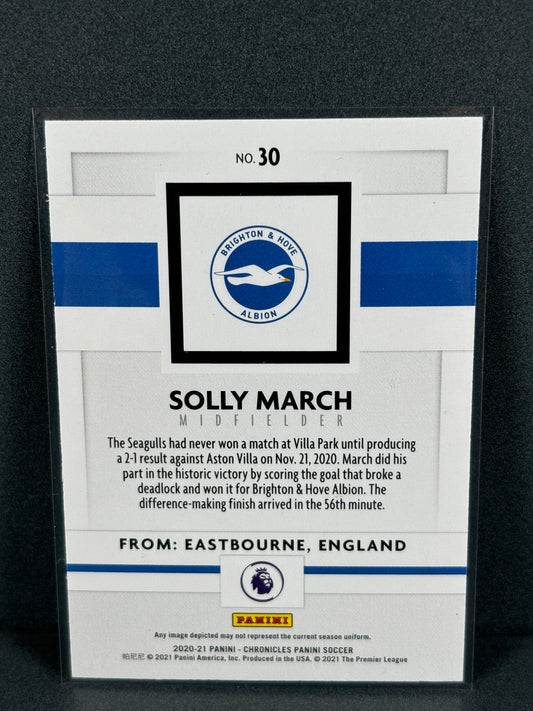 NO. 30
BRIGHTON & HOVE
ALBION
SOLLY MARCH
MIDFIELDER
The Seagulls had never won a match at Villa Park until producing
a 2-1 result against Aston Villa on Nov. 21, 2020. March did his
part in the historic victory by scoring the goal that broke a
deadlock and won it for Brighton & Hove Albion. The
difference-making finish arrived in the 56th minute.
FROM: EASTBOURNE, ENGLAND
PANINI
Any image depicted may not represent the current season uniform.
2020-21 PANINI - CHRONICLES PANINI SOCCER
帕尼尼 © 2021 Panini America, Inc. Produced in the USA. © 2021 The Premier League